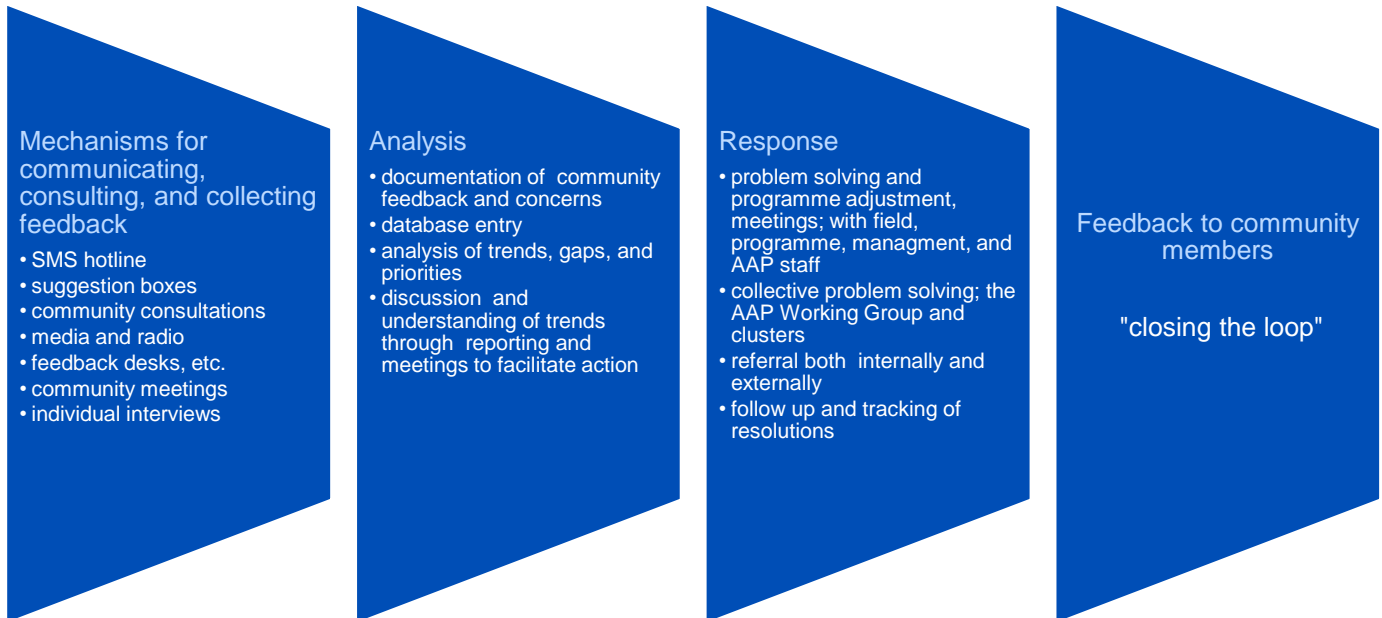 Mechanisms for
communicating,
consulting, and collecting
feedback
• SMS hotline
• suggestion boxes
• community consultations
• media and radio
• feedback desks, etc.
• community meetings
• individual interviews
Analysis
• documentation of community
feedback and concerns
• database entry
• analysis of trends, gaps, and
priorities
• discussion and
understanding of trends
through reporting and
meetings to facilitate action
Response
• problem solving and
programme adjustment,
meetings; with field,
programme, managment, and
AAP staff
• collective problem solving; the
AAP Working Group and
clusters
• referral both internally and
externally
• follow up and tracking of
resolutions
Feedback to community
members
"closing the loop"